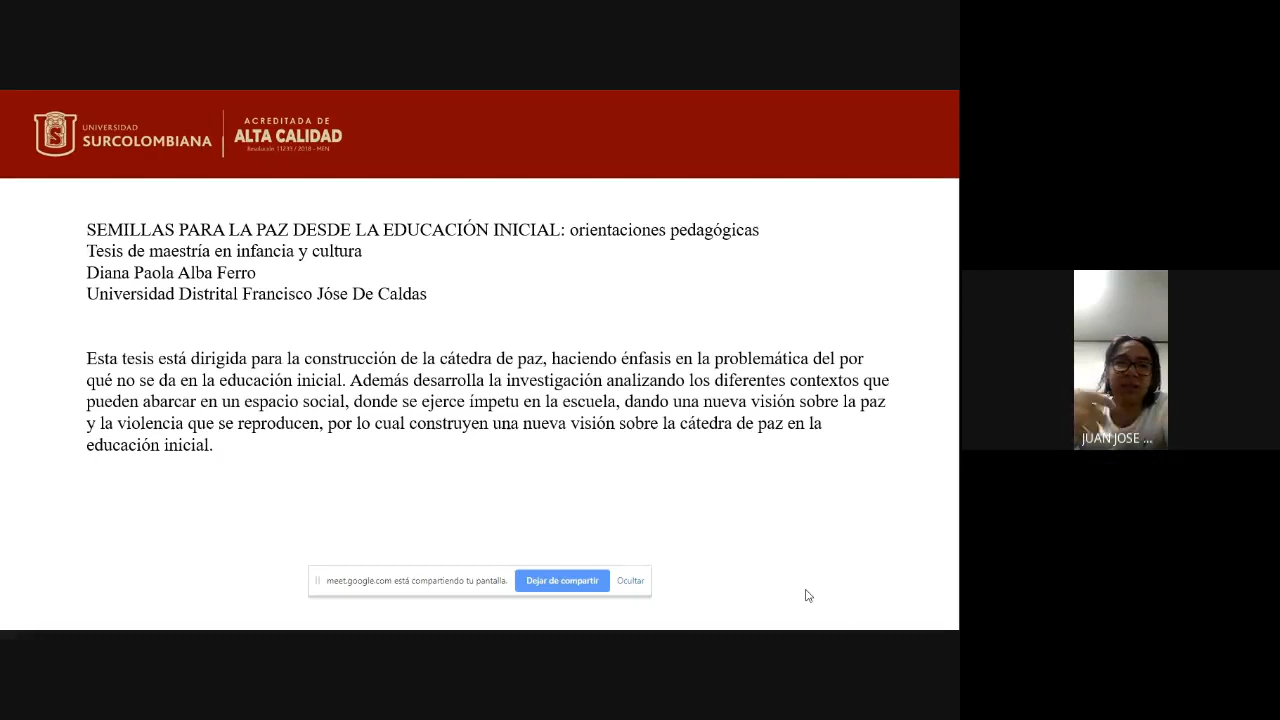 UNIVERSIDAD
SURCOLOMBIANA
ACREDITADA DE
ALTA CALIDAD
Resolución 11233 / 2018 - MEN
SEMILLAS PARA LA PAZ DESDE LA EDUCACIÓN INICIAL: orientaciones pedagógicas
Tesis de maestría en infancia y cultura
Diana Paola Alba Ferro
Universidad Distrital Francisco Jóse De Caldas
Esta tesis está dirigida para la construcción de la cátedra de paz, haciendo énfasis en la problemática del por
qué no se da en la educación inicial. Además desarrolla la investigación analizando los diferentes contextos que
pueden abarcar en un espacio social, donde se ejerce ímpetu en la escuela, dando una nueva visión sobre la paz
y la violencia que se reproducen, por lo cual construyen una nueva visión sobre la cátedra de paz en la
educación inicial.
meet.google.com está compartiendo tu pantalla.
Dejar de compartir
Ocultar
JUAN JOSE ...